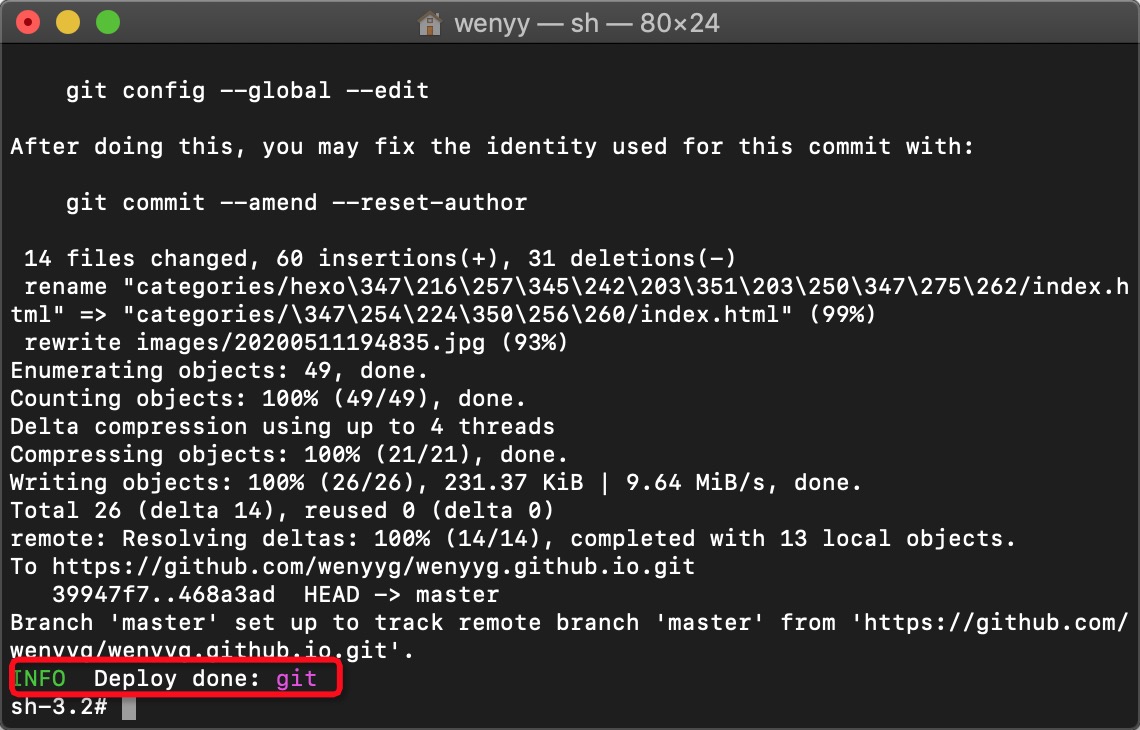 wenyy — sh — 80×24
git config --global --edit
After doing this, you may fix the identity used for this commit with:
git commit --amend --reset-author
14 files changed, 60 insertions(+), 31 deletions(-)
rename "categories/hexo\347\216\257\345\242\203\351\203\250\347\275\262/index.h
tml" => "categories/\347\254\224\350\256\260/index.html" (99%)
rewrite images/20200511194835.jpg (93%)
Enumerating objects: 49, done.
Counting objects: 100% (49/49), done.
Delta compression using up to 4 threads
Compressing objects: 100% (21/21), done.
Writing objects: 100% (26/26), 231.37 KiB | 9.64 MiB/s, done.
Total 26 (delta 14), reused 0 (delta 0)
remote: Resolving deltas: 100% (14/14), completed with 13 local objects.
To https://github.com/wenyyg/wenyyg.github.io.git
39947f7..468a3ad  HEAD -> master
Branch 'master' set up to track remote branch 'master' from 'https://github.com/
wenyyg/wenyyg.github.io.git'.
INFO  Deploy done: git
sh-3.2#